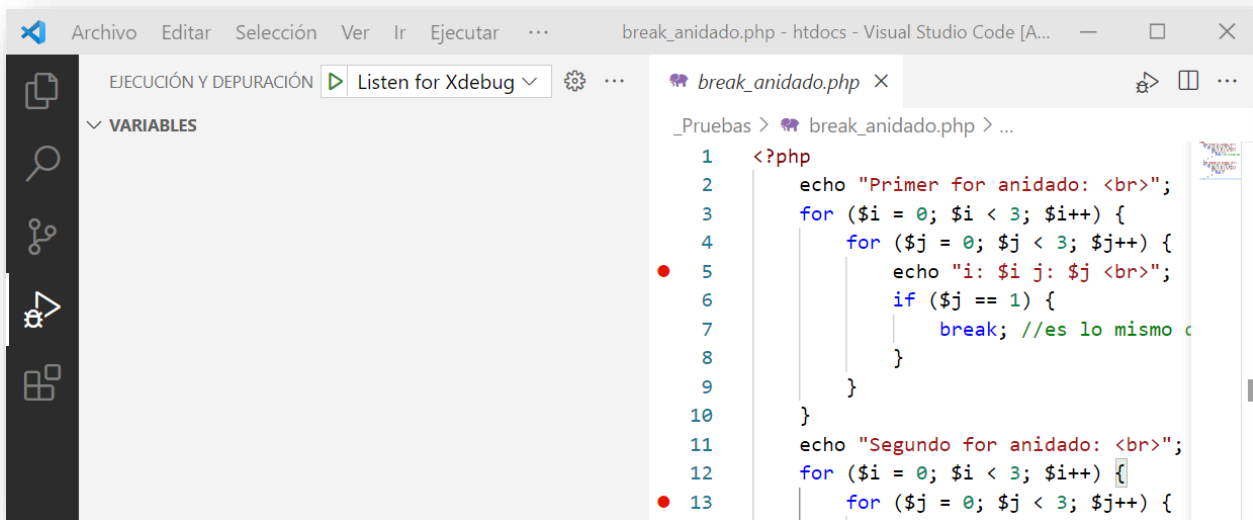 Archivo Editar Selección Ver Ir Ejecutar ··· break_anidado.php - htdocs - Visual Studio Code [A...
EJECUCIÓN Y DEPURACIÓN Listen for Xdebug ···
break_anidado.php ···
VARIABLES
_Pruebas > break_anidado.php > ...
1 <?php
2 echo "Primer for anidado: <br>";
3 for ($i = 0; $i < 3; $i++) {
4 for ($j = 0; $j < 3; $j++) {
5 echo "i: $i j: $j <br>";
6 if ($j == 1) {
7 break; //es lo mismo
8 }
9 }
10 }
11 echo "Segundo for anidado: <br>";
12 for ($i = 0; $i < 3; $i++) {
13 for ($j = 0; $j < 3; $j++) {